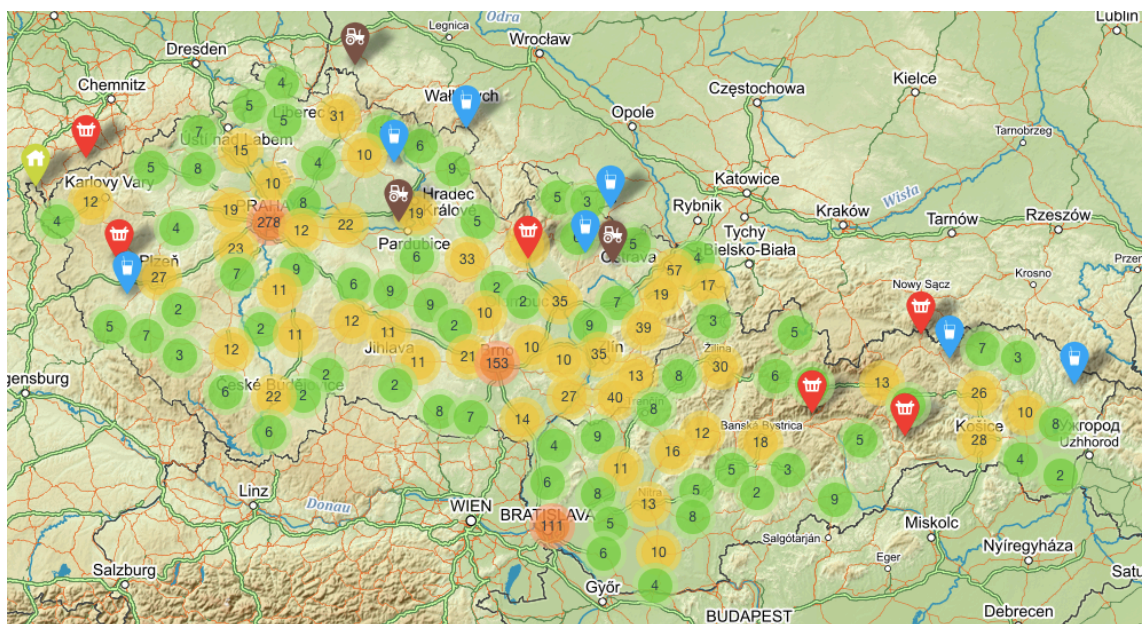 Lublin
Odra
Legnica
Wrocław
Dresden
Kielce
Chemnitz
4
Częstochowa
5
Liberec
31
Opole
5
Tarnobrzeg
7
Ústí nad Labem
15
6
10
4
5
8
9
10
Katowice
Karlovy Vary
12
8
5
3
Hradec
Králové
Rybnik
Kraków
Wisła
Tarnów
Rzeszów
4
PRAHA
19
278
12
22
19
5
4
Pardubice
5
Tychy
Bielsko-Biała
23
6
33
Ostrava
4
Plzeň
27
7
9
57
Krosno
11
6
9
2
19
17
Nowy Sącz
2
9
2
35
7
10
5
7
2
11
12
11
2
9
39
3
5
Jihlava
Brno
10
Zlín
Žilina
7
3
3
12
11
21
153
10
35
30
2
13
8
6
13
České Budějovice
26
6
22
2
2
27
40
Trenčín
8
7
8
10
14
12
Banská Bystrica
Košice
8
Ужгород
6
9
18
5
28
Uzhhorod
4
16
4
Linz
11
5
3
2
6
Donau
8
Nitra
5
2
9
13
WIEN
BRATISLAVA
111
5
8
Miskolc
Salgótarján
6
10
Eger
Nyíregyháza
Salzburg
4
Győr
BUDAPEST
Debrecen